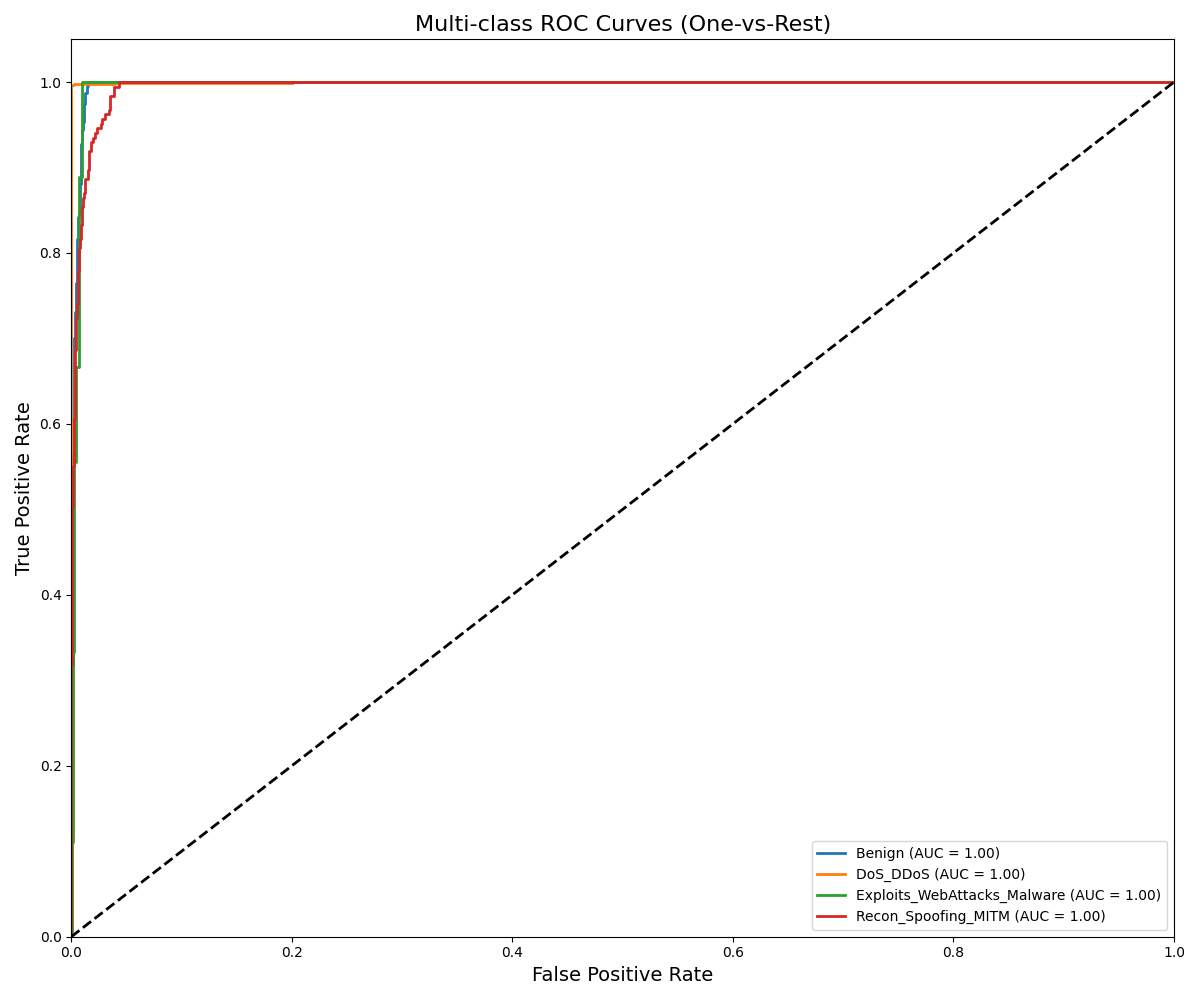 Multi-class ROC Curves (One-vs-Rest)
True Positive Rate
1.0
0.8
0.6
0.4
0.2
0.0
0.0
0.2
0.4
0.6
0.8
1.0
False Positive Rate
Benign (AUC = 1.00)
DoS_DDoS (AUC = 1.00)
Exploits_WebAttacks_Malware (AUC = 1.00)
Recon_Spoofing_MITM (AUC = 1.00)